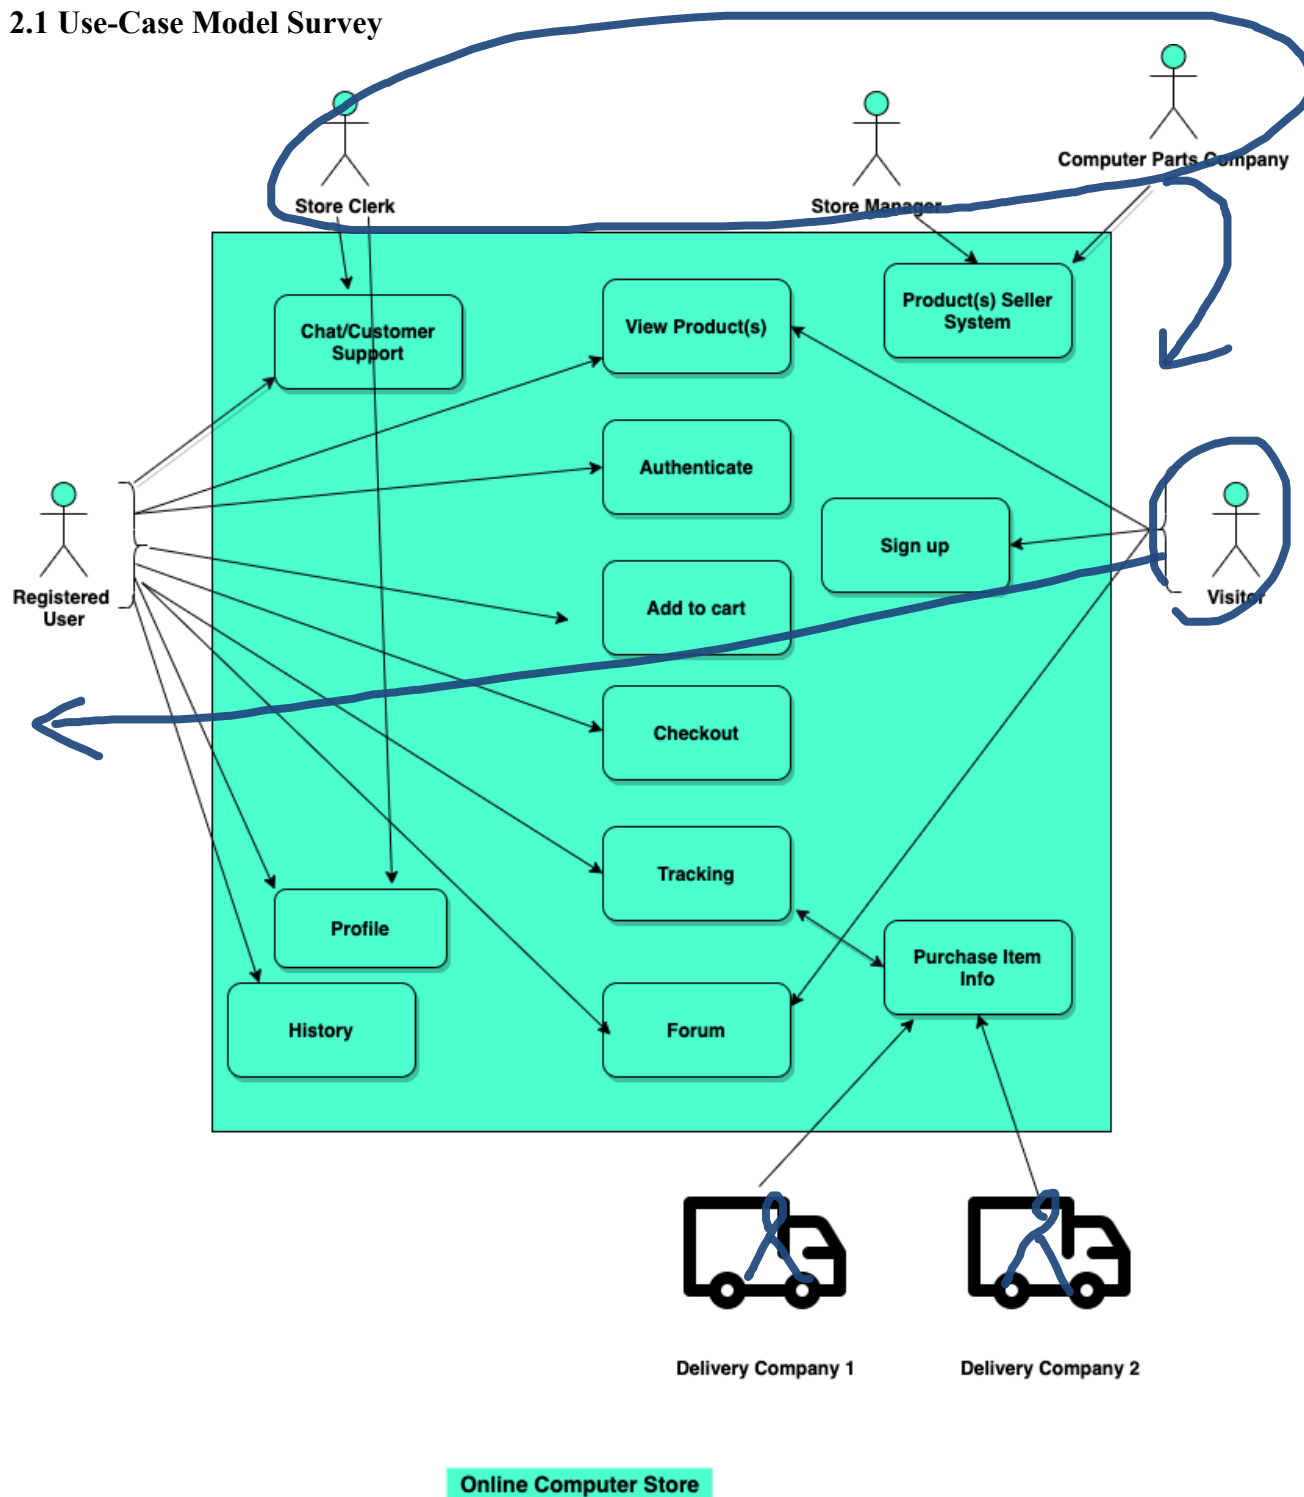 2.1 Use-Case Model Survey
Store Clerk
Store Manager
Computer Parts Company
Chat/Customer
Support
View Product(s)
Product(s) Seller
System
Authenticate
Sign up
Registered
User
Visitor
Add to cart
Checkout
Tracking
Profile
Purchase Item
Info
History
Forum
Delivery Company 1
Delivery Company 2
Online Computer Store